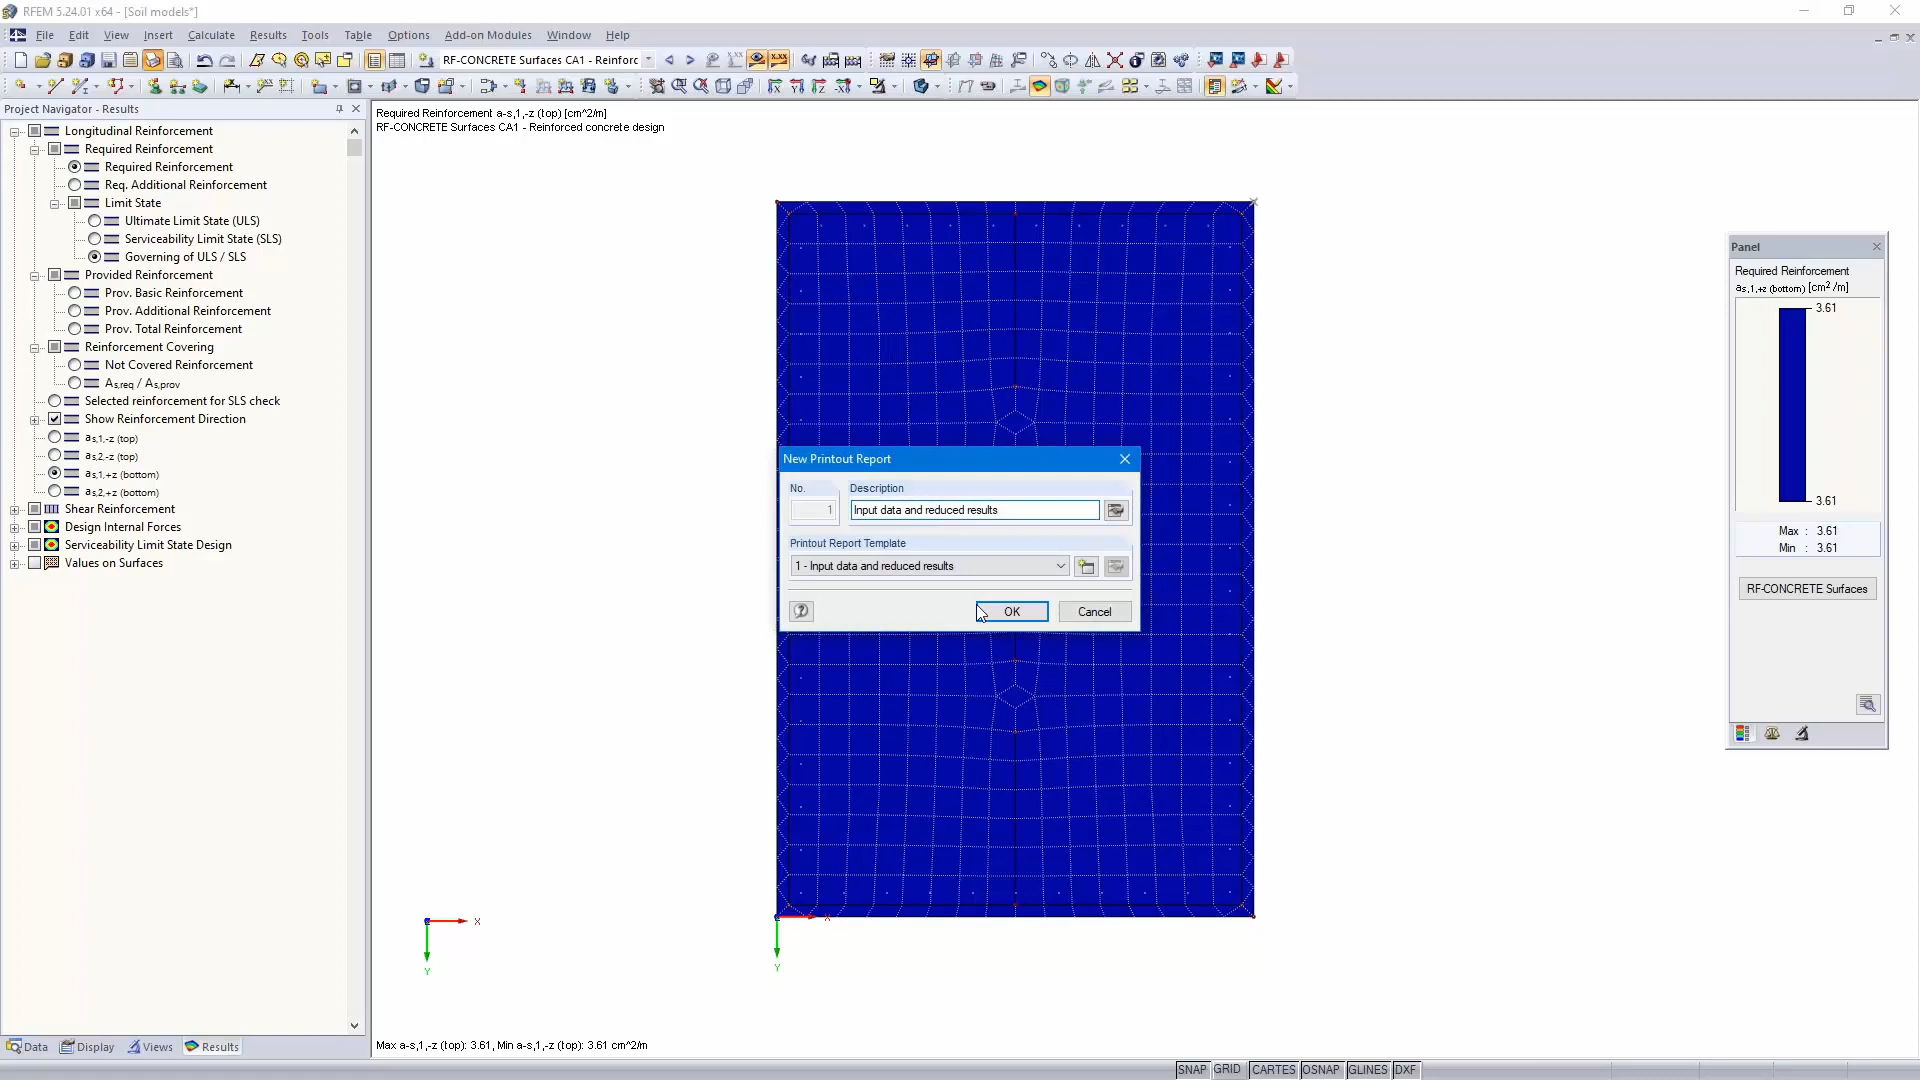 RFEM 5.24.01 x64 - [Soil models*]
File Edit View Insert Calculate Results Tools Table Options Add-on Modules Window Help
RF-CONCRETE Surfaces CA1 - Reinforc
Project Navigator - Results
Longitudinal Reinforcement
Required Reinforcement
Required Reinforcement
Req. Additional Reinforcement
Limit State
Ultimate Limit State (ULS)
Serviceability Limit State (SLS)
Governing of ULS / SLS
Provided Reinforcement
Prov. Basic Reinforcement
Prov. Additional Reinforcement
Prov. Total Reinforcement
Reinforcement Covering
Not Covered Reinforcement
As,req / As,prov
Selected reinforcement for SLS check
Show Reinforcement Direction
as,1,-z (top)
as,2,-z (top)
as,1,+z (bottom)
as,2,+z (bottom)
Shear Reinforcement
Design Internal Forces
Serviceability Limit State Design
Values on Surfaces
Data Display Views Results
Required Reinforcement a-s,1,-z (top) [cm^2/m]
RF-CONCRETE Surfaces CA1 - Reinforced concrete design
New Printout Report
No. Description
1 Input data and reduced results
Printout Report Template
1 - Input data and reduced results
OK Cancel
X
Y
X
Y
Max a-s,1,-z (top): 3.61, Min a-s,1,-z (top): 3.61 cm^2/m
Panel
Required Reinforcement
as,1,+z (bottom) [cm²/m]
3.61
3.61
Max : 3.61
Min : 3.61
RF-CONCRETE Surfaces
SNAP GRID CARTES OSNAP GLINES DXF